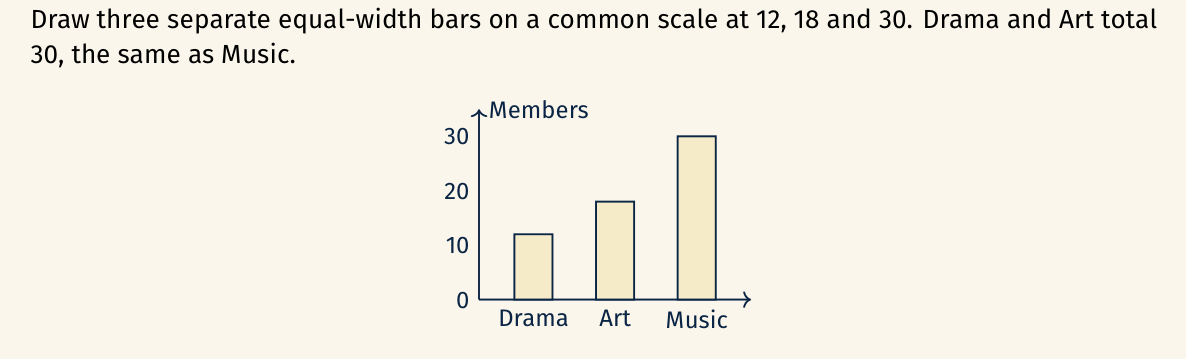 Draw three separate equal-width bars on a common scale at 12, 18 and 30. Drama and Art total
30, the same as Music.
Members
30
20
10
0
Drama Art Music